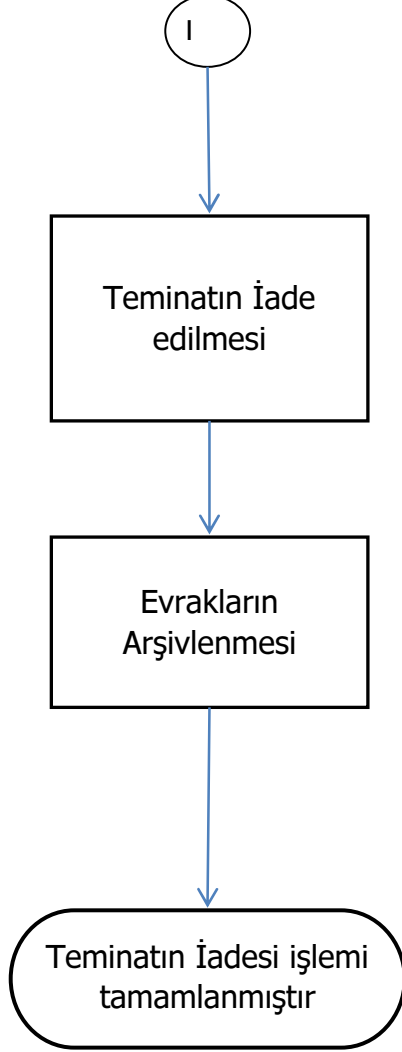 I
Teminatın İade
edilmesi
Evrakların
Arşivlenmesi
Teminatın İadesi işlemi
tamamlanmıştır